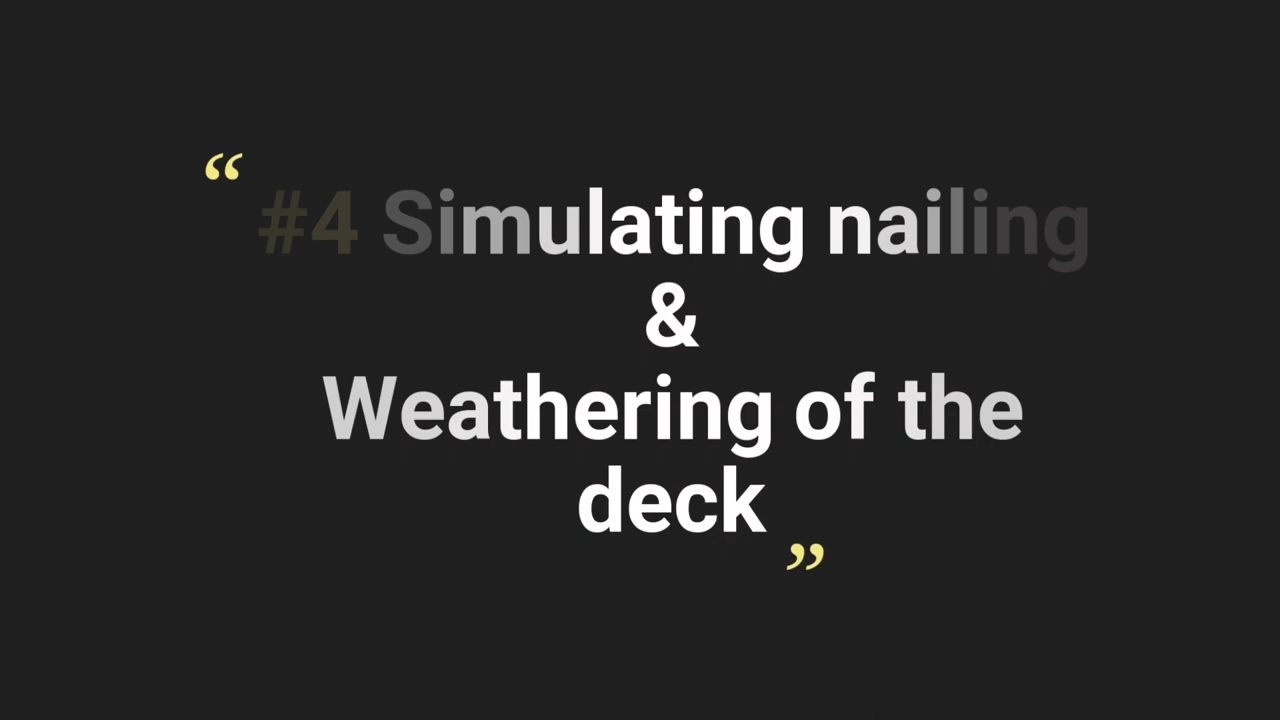 “ #4 Simulating nailing
&
Weathering of the
deck ”